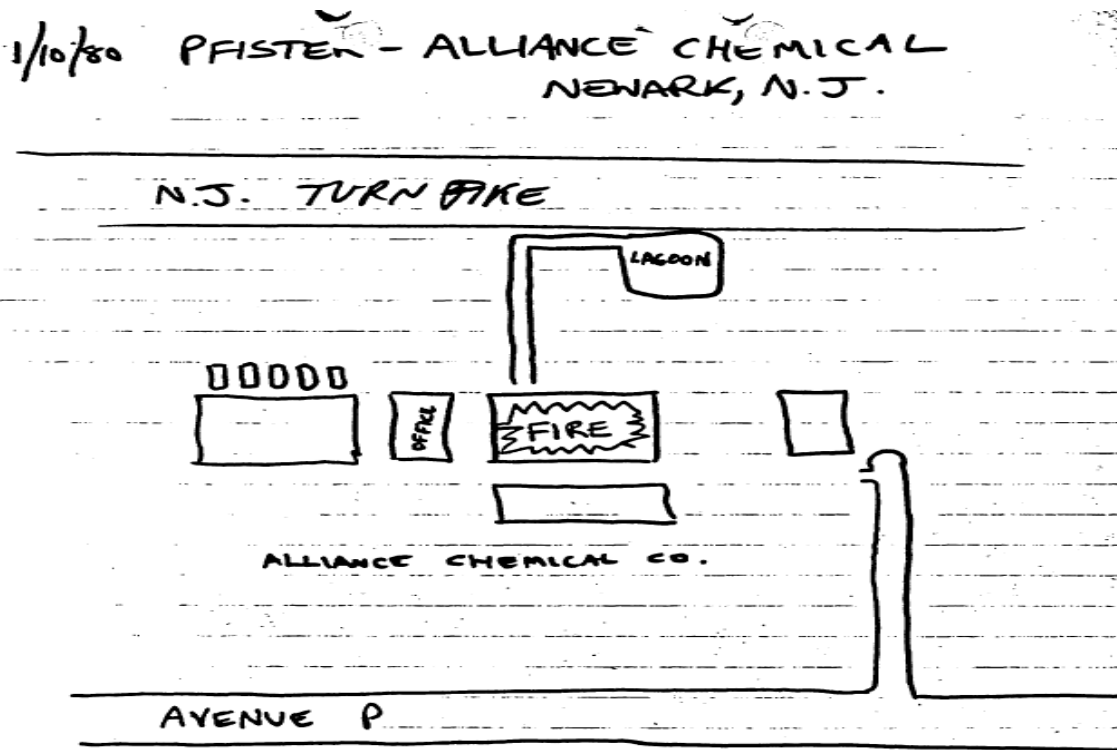 1/10/80 PFISTER - ALLIANCE CHEMICAL
NEWARK, N.J.
N.J. TURNPIKE
LAGOON
OFFICE
FIRE
ALLIANCE CHEMICAL CO.
AVENUE P